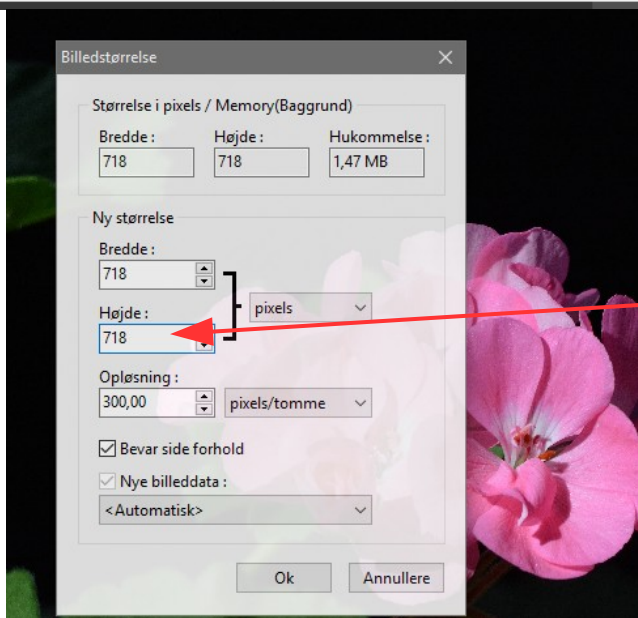 Billedstørrelse
Størrelse i pixels / Memory(Baggrund)
Bredde : Højde : Hukommelse :
718 718 1,47 MB
Ny størrelse
Bredde :
718
pixels
Højde :
718
Opløsning :
300,00 pixels/tomme
Bevar side forhold
Nye billeddata :
<Automatisk>
Ok Annullere